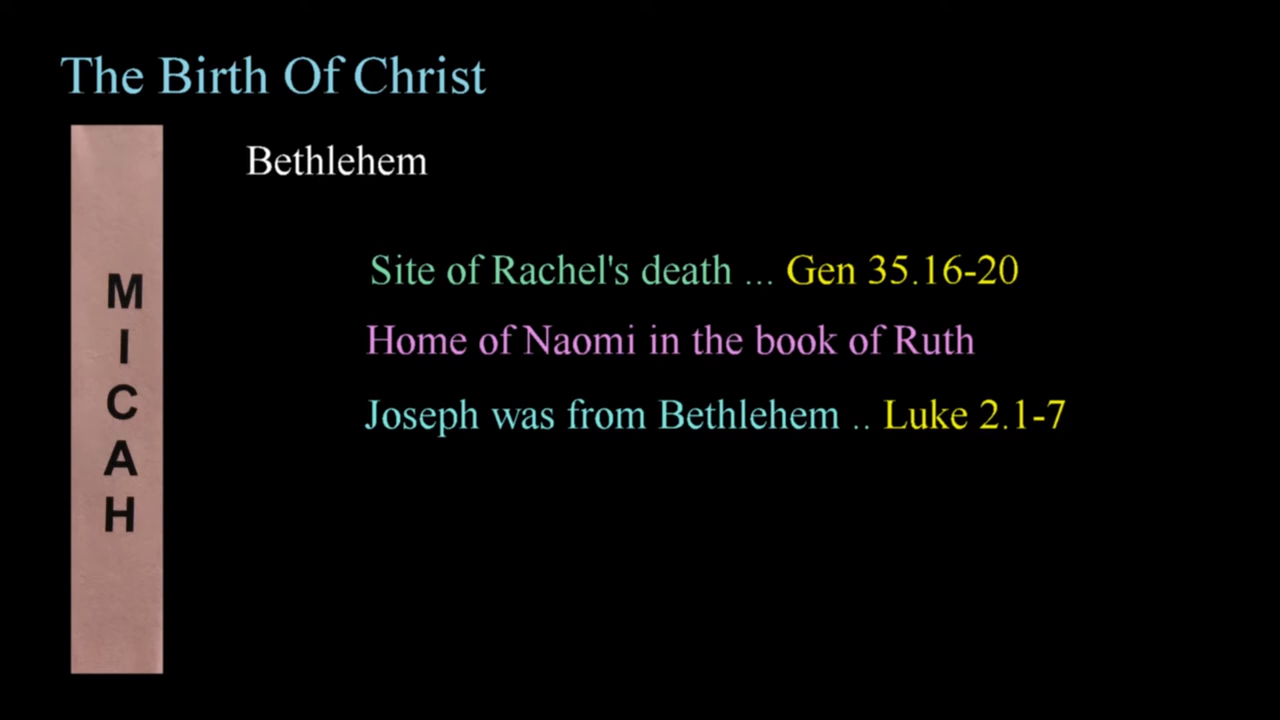 The Birth Of Christ
Bethlehem
Site of Rachel's death ... Gen 35.16-20
Home of Naomi in the book of Ruth
Joseph was from Bethlehem .. Luke 2.1-7
MICAH